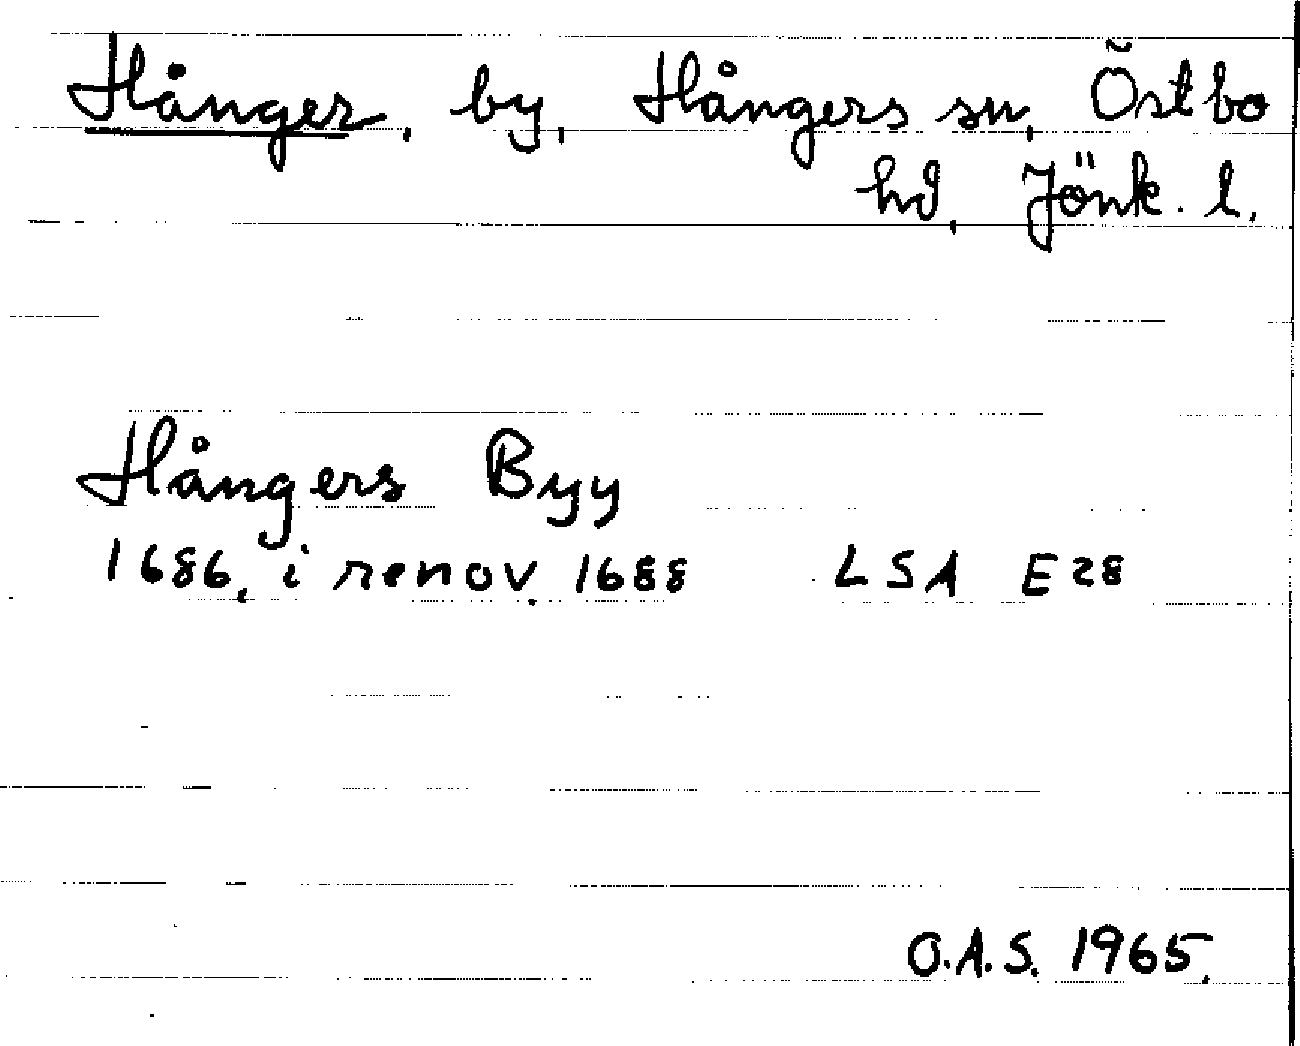 Hånger, by, Hångers sn, Östbo
hd, Jönk. l.
Hångers Byy
1686, i renov. 1688 LSA E28
O.A.S. 1965.